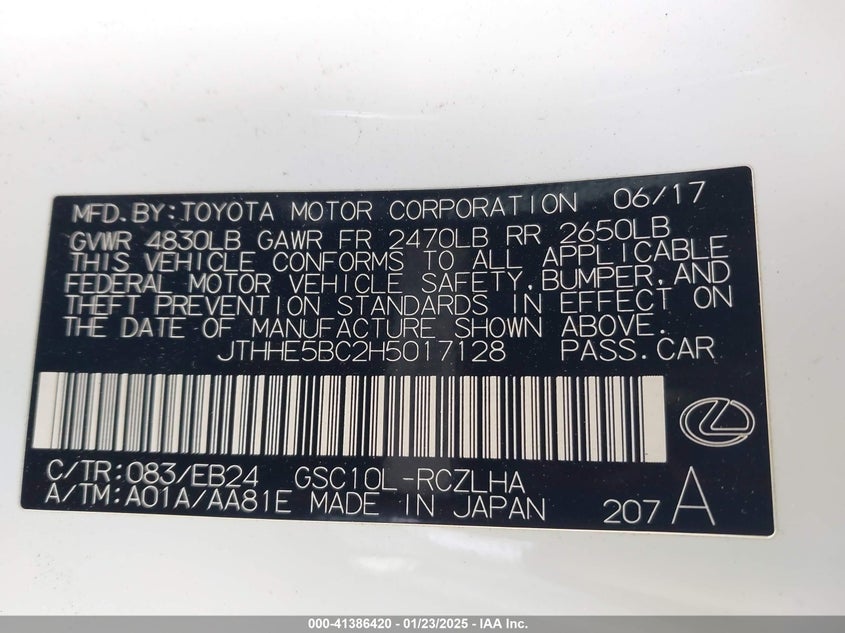 MFD.BY:TOYOTA MOTOR CORPORATION 06/17
GVWR 4830LB GAWR FR 2470LB RR 2650LB
THIS VEHICLE CONFORMS TO ALL APPLICABLE
FEDERAL MOTOR VEHICLE SAFETY,BUMPER,AND
THEFT PREVENTION STANDARDS IN EFFECT ON
THE DATE OF MANUFACTURE SHOWN ABOVE.
JTHHE5BC2H5017128 PASS.CAR
C/TR:083/EB24 GSC10L-RCZLHA
A/TM:A01A/AA81E MADE IN JAPAN 207 A
000-41386420 - 01/23/2025 - IAA Inc.